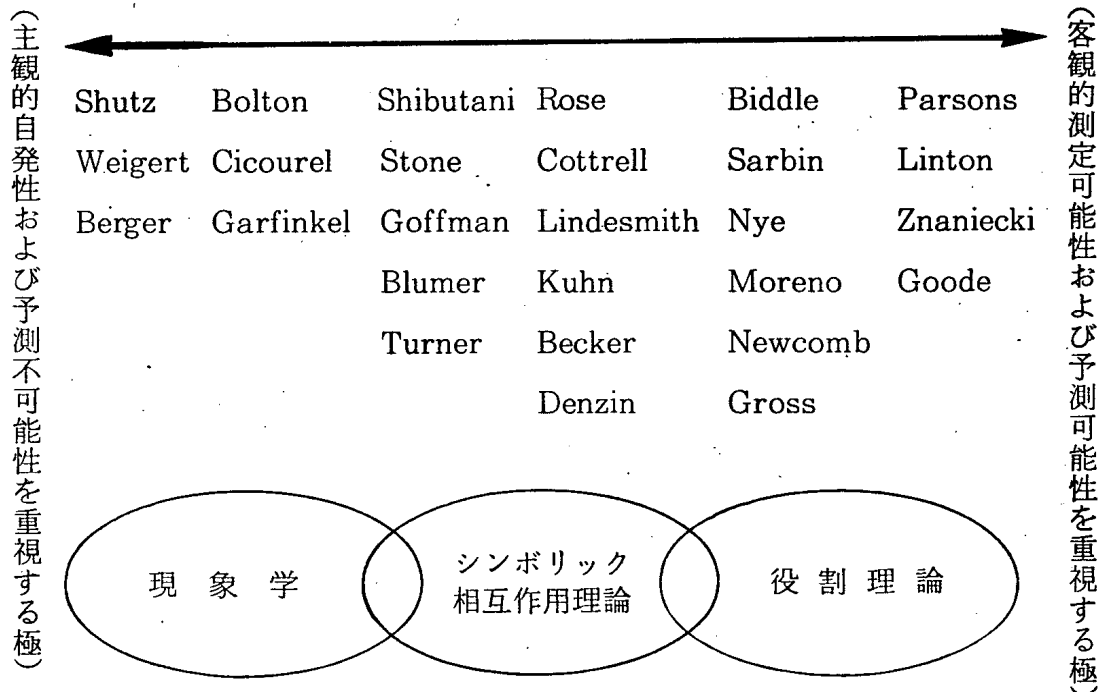 （主観的自発性および予測不可能性を重視する極）
Shutz Bolton Shibutani Rose Biddle Parsons
Weigert Cicourel Stone Cottrell Sarbin Linton
Berger Garfinkel Goffman Lindesmith Nye Znaniecki
Blumer Kuhn Moreno Goode
Turner Becker Newcomb
Denzin Gross
（客観的測定可能性および予測可能性を重視する極）
現象学
シンボリック
相互作用理論
役割理論